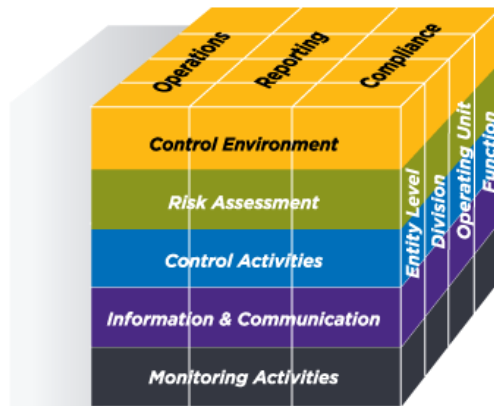 Operations
Reporting
Compliance
Control Environment
Risk Assessment
Control Activities
Information & Communication
Monitoring Activities
Entity Level
Division
Operating Unit
Function